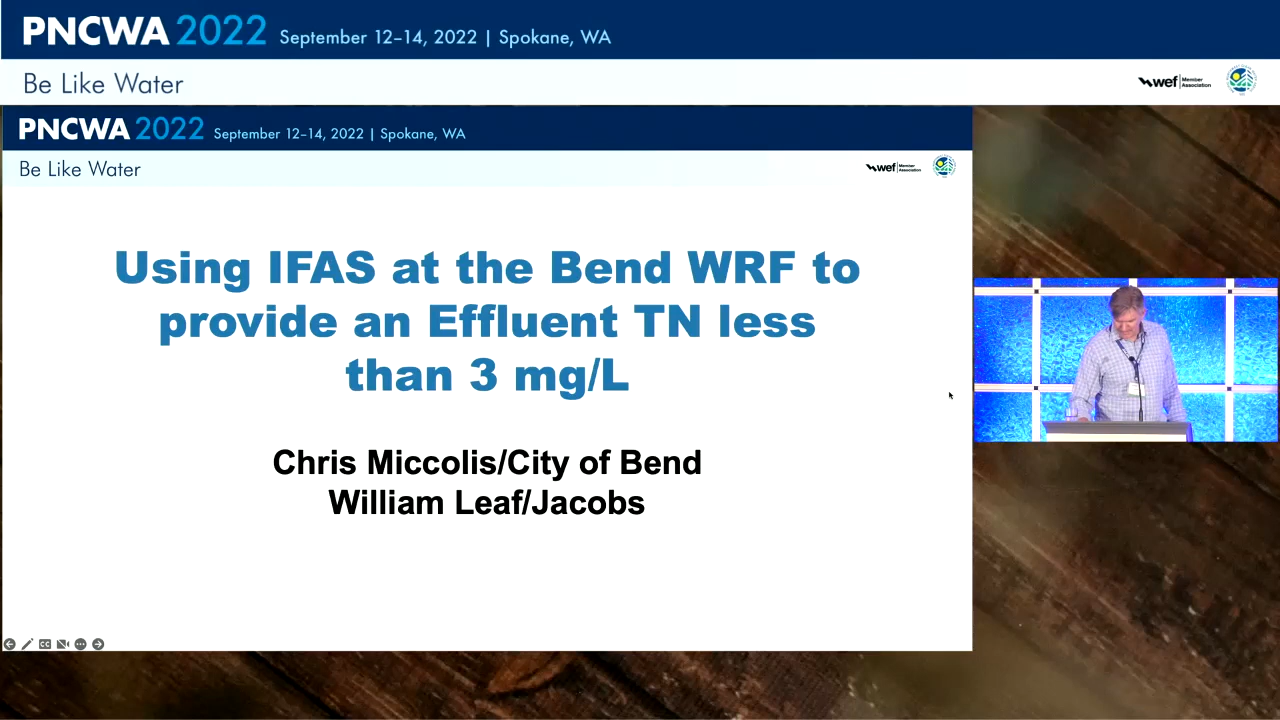 PNCWA 2022 September 12–14, 2022 | Spokane, WA
Be Like Water
wef Member Association
PNCWA 2022 September 12–14, 2022 | Spokane, WA
Be Like Water
wef Member Association
Using IFAS at the Bend WRF to
provide an Effluent TN less
than 3 mg/L
Chris Miccolis/City of Bend
William Leaf/Jacobs